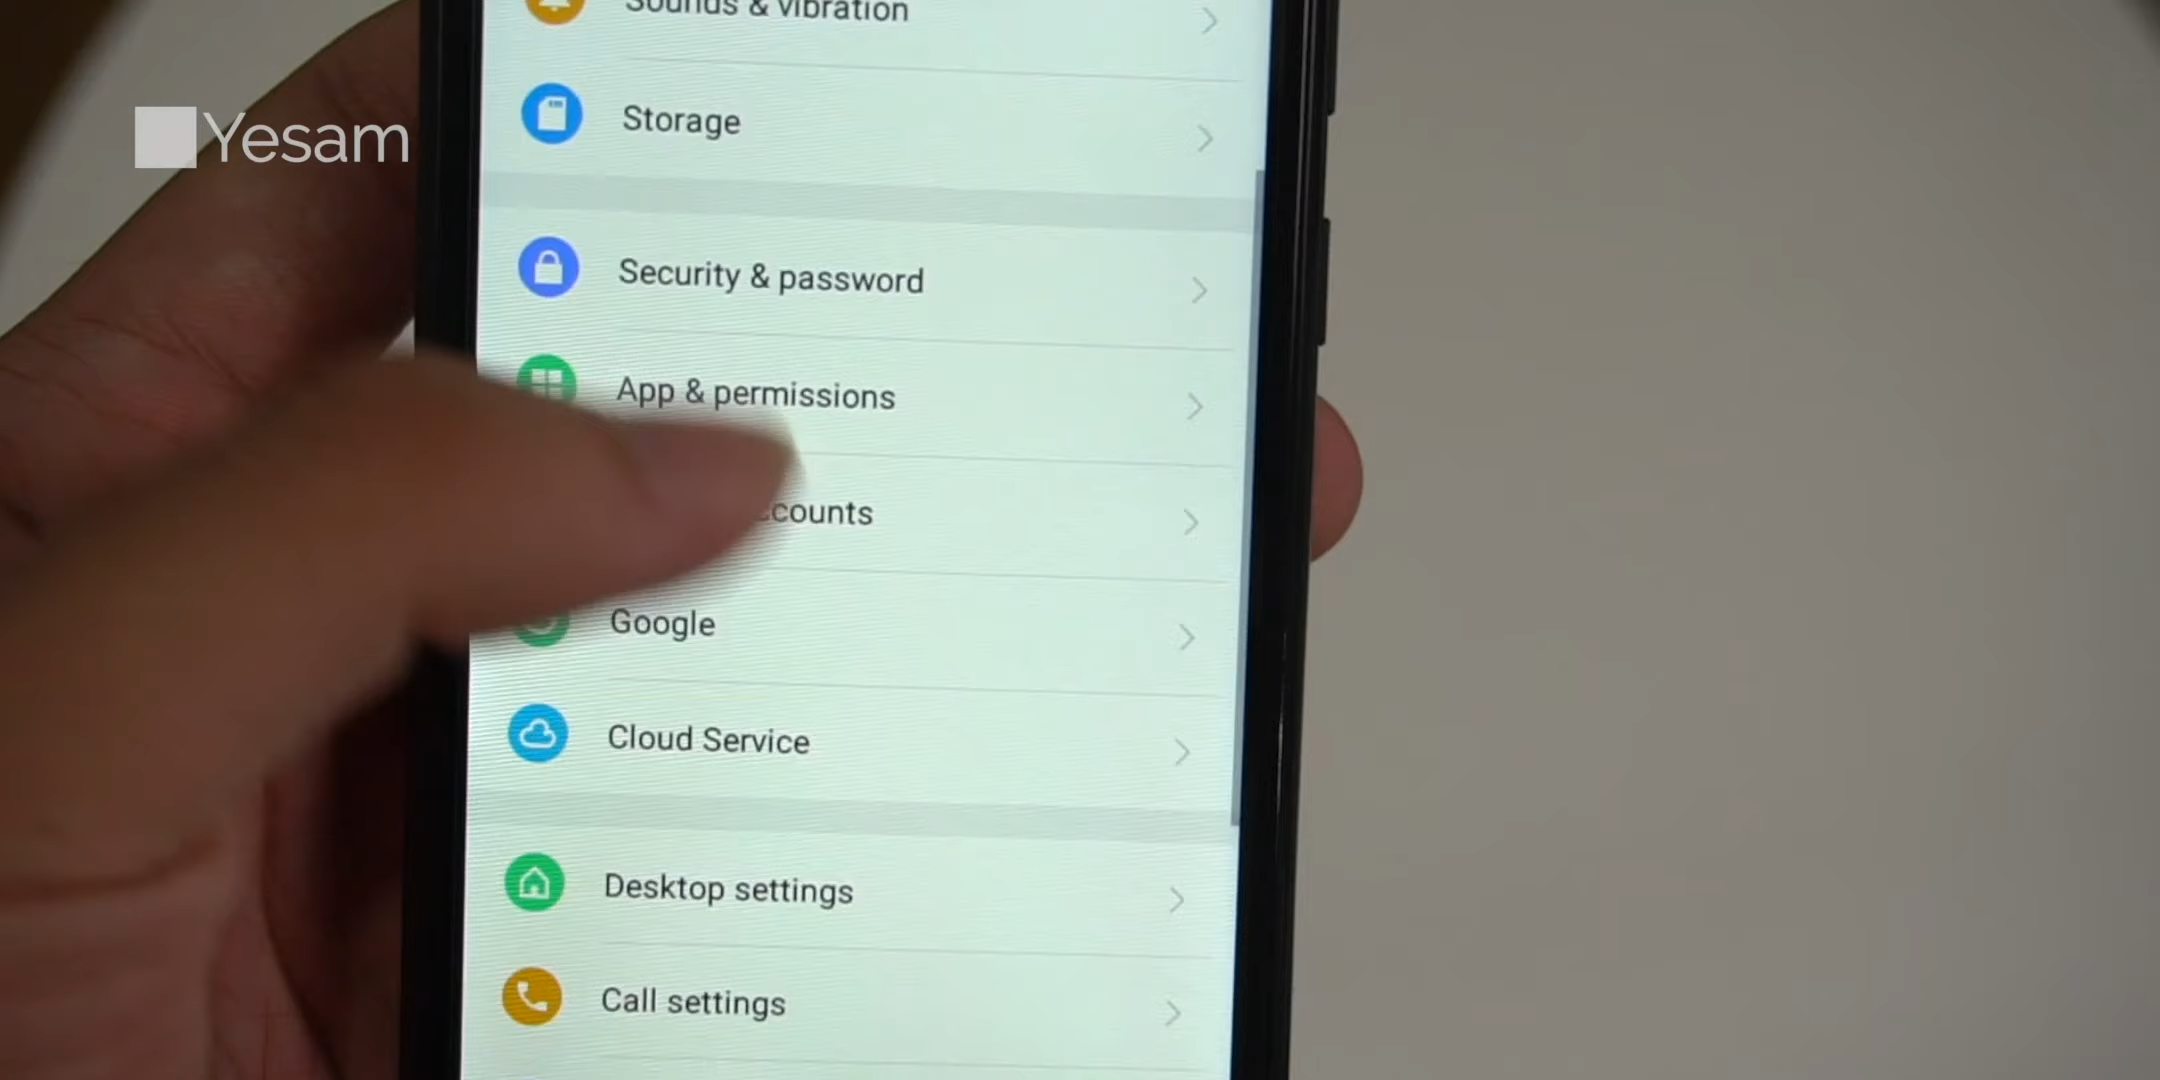 Sounds & vibration
Yesam
Storage
Security & password
App & permissions
counts
Google
Cloud Service
Desktop settings
Call settings